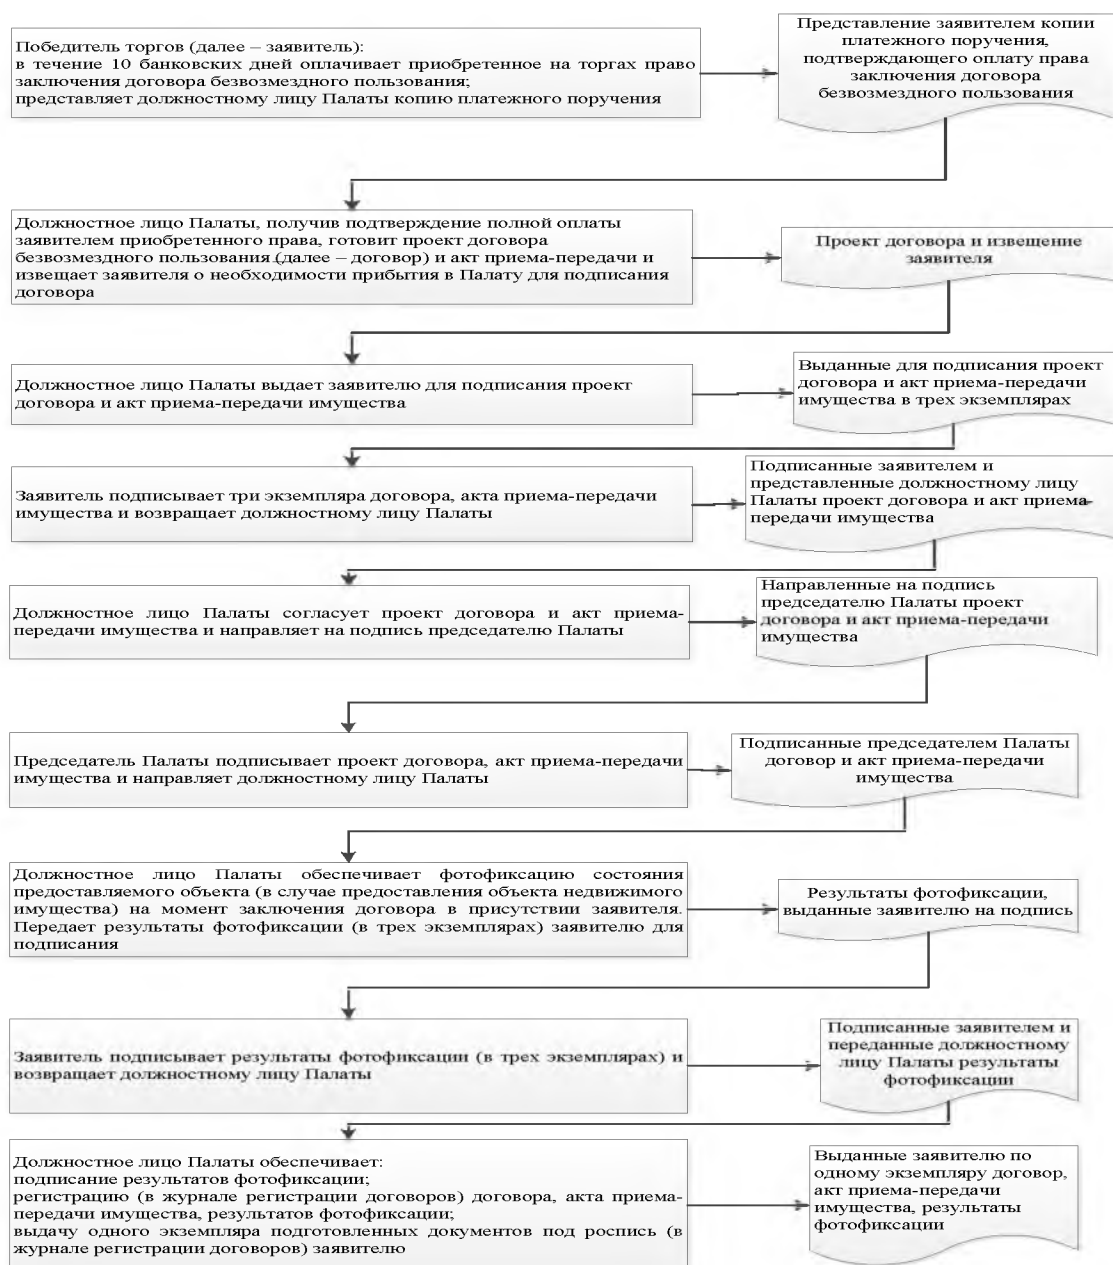 Победитель торгов (далее – заявитель):
в течение 10 банковских дней оплачивает приобретенное на торгах право
заключения договора безвозмездного пользования;
представляет должностному лицу Палаты копию платежного поручения
Представление заявителем копии
платежного поручения,
подтверждающего оплату права
заключения договора
безвозмездного пользования
Должностное лицо Палаты, получив подтверждение полной оплаты
заявителем приобретенного права, готовит проект договора
безвозмездного пользования (далее – договор) и акт приема-передачи и
извещает заявителя о необходимости прибытия в Палату для подписания
договора
Проект договора и извещение
заявителя
Должностное лицо Палаты выдает заявителю для подписания проект
договора и акт приема-передачи имущества
Выданные для подписания проект
договора и акт приема-передачи
имущества в трех экземплярах
Заявитель подписывает три экземпляра договора, акта приема-передачи
имущества и возвращает должностному лицу Палаты
Подписанные заявителем и
представленные должностному лицу
Палаты проект договора и акт приема-
передачи имущества
Должностное лицо Палаты согласует проект договора и акт приема-
передачи имущества и направляет на подпись председателю Палаты
Направленные на подпись
председателю Палаты проект
договора и акт приема-передачи
имущества
Председатель Палаты подписывает проект договора, акт приема-передачи
имущества и направляет должностному лицу Палаты
Подписанные председателем Палаты
договор и акт приема-передачи
имущества
Должностное лицо Палаты обеспечивает фотофиксацию состояния
предоставляемого объекта (в случае предоставления объекта недвижимого
имущества) на момент заключения договора в присутствии заявителя.
Передает результаты фотофиксации (в трех экземплярах) заявителю для
подписания
Результаты фотофиксации,
выданные заявителю на подпись
Заявитель подписывает результаты фотофиксации (в трех экземплярах) и
возвращает должностному лицу Палаты
Подписанные заявителем и
переданные должностному
лицу Палаты результаты
фотофиксации
Должностное лицо Палаты обеспечивает:
подписание результатов фотофиксации;
регистрацию (в журнале регистрации договоров) договора, акта приема-
передачи имущества, результатов фотофиксации;
выдачу одного экземпляра подготовленных документов под роспись (в
журнале регистрации договоров) заявителю
Выданные заявителю по
одному экземпляру договор,
акт приема-передачи
имущества, результаты
фотофиксации